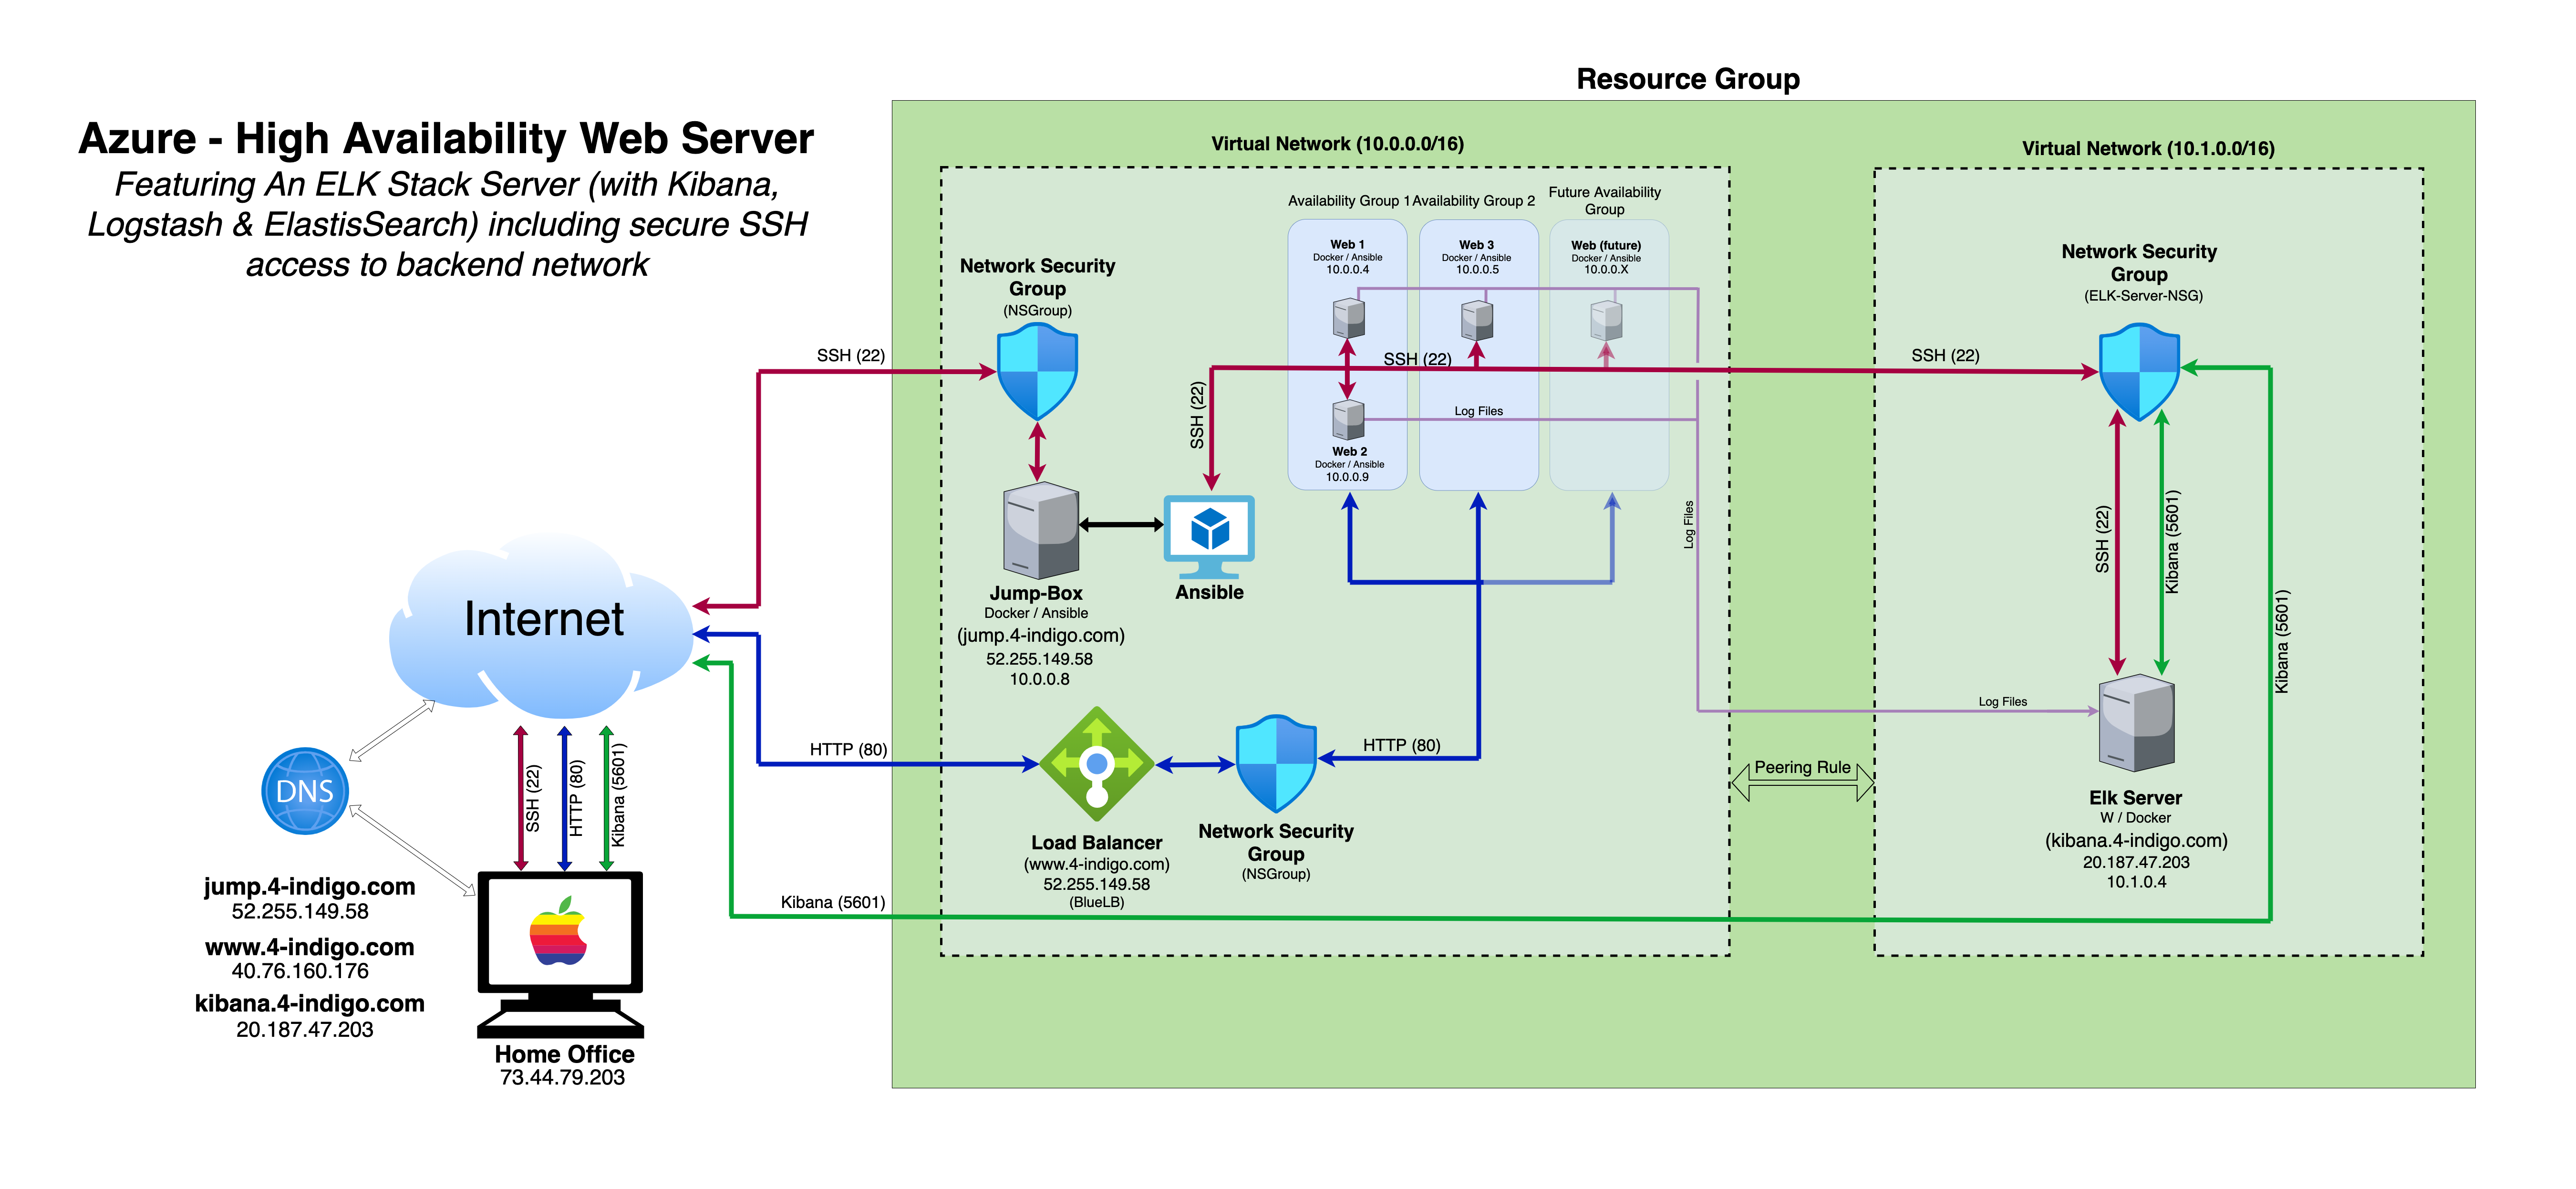 Resource Group
Azure - High Availability Web Server
Featuring An ELK Stack Server (with Kibana,
Logstash & ElastisSearch) including secure SSH
access to backend network
Virtual Network (10.0.0.0/16)
Virtual Network (10.1.0.0/16)
Availability Group 1
Availability Group 2
Future Availability
Group
Web 1
Docker / Ansible
10.0.0.4
Web 3
Docker / Ansible
10.0.0.5
Web (future)
Docker / Ansible
10.0.0.X
Network Security
Group
(NSGroup)
Network Security
Group
(ELK-Server-NSG)
SSH (22)
SSH (22)
SSH (22)
SSH (22)
Log Files
Web 2
Docker / Ansible
10.0.0.9
Log Files
SSH (22)
Kibana (5601)
Kibana (5601)
Jump-Box
Docker / Ansible
(jump.4-indigo.com)
52.255.149.58
10.0.0.8
Ansible
Internet
Log Files
HTTP (80)
HTTP (80)
Peering Rule
Load Balancer
(www.4-indigo.com)
52.255.149.58
(BlueLB)
Network Security
Group
(NSGroup)
Elk Server
W / Docker
(kibana.4-indigo.com)
20.187.47.203
10.1.0.4
Kibana (5601)
DNS
SSH (22)
HTTP (80)
Kibana (5601)
jump.4-indigo.com
52.255.149.58
www.4-indigo.com
40.76.160.176
kibana.4-indigo.com
20.187.47.203
Home Office
73.44.79.203